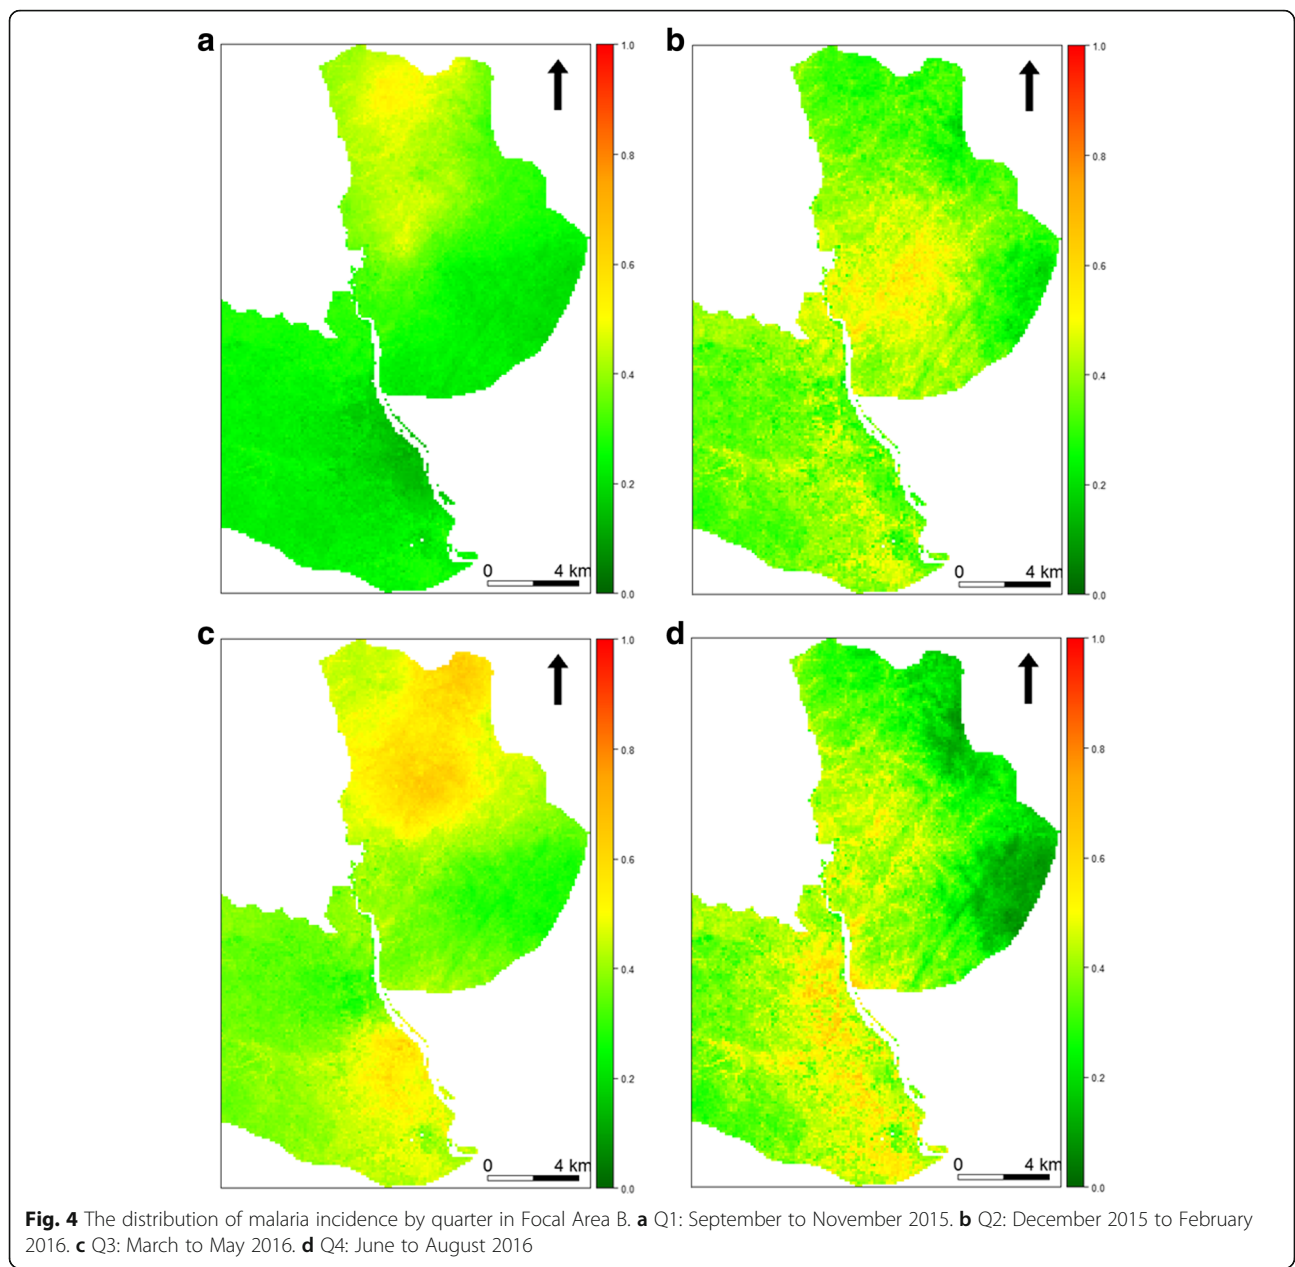 a
1.0
0.8
0.6
0.4
0.2
0.0
0 4 km
b
1.0
0.8
0.6
0.4
0.2
0.0
0 4 km
c
1.0
0.8
0.6
0.4
0.2
0.0
0 4 km
d
1.0
0.8
0.6
0.4
0.2
0.0
0 4 km
Fig. 4 The distribution of malaria incidence by quarter in Focal Area B. a Q1: September to November 2015. b Q2: December 2015 to February
2016. c Q3: March to May 2016. d Q4: June to August 2016